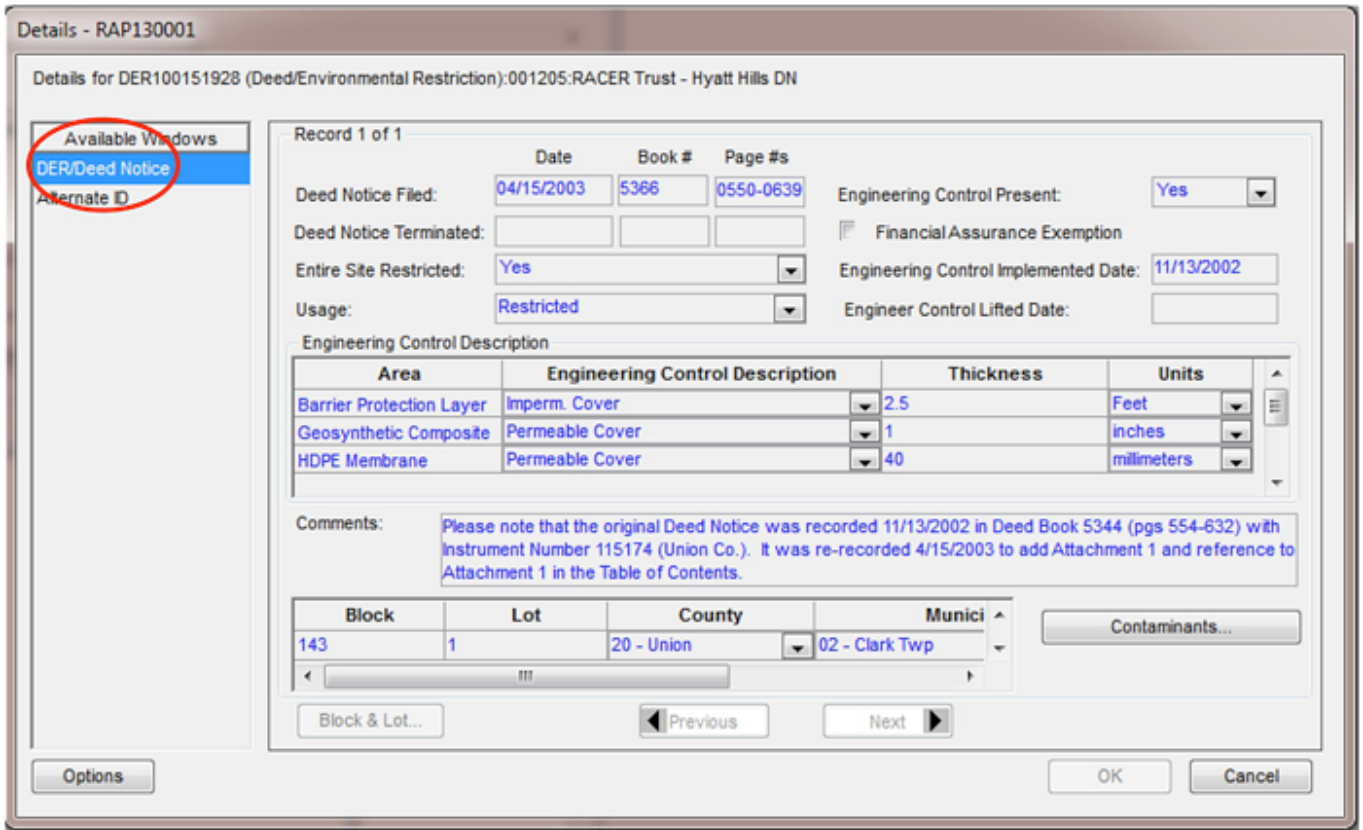 Details - RAP130001
Details for DER100151928 (Deed/Environmental Restriction):001205:RACER Trust - Hyatt Hills DN
Available Windows
DER/Deed Notice
Alternate ID
Record 1 of 1
Date Book # Page #s
Deed Notice Filed: 04/15/2003 5366 0550-0639 Engineering Control Present: Yes
Deed Notice Terminated: Financial Assurance Exemption
Entire Site Restricted: Yes Engineering Control Implemented Date: 11/13/2002
Usage: Restricted Engineer Control Lifted Date:
Engineering Control Description
Area Engineering Control Description Thickness Units
Barrier Protection Layer Imperm. Cover 2.5 Feet
Geosynthetic Composite Permeable Cover 1 inches
HDPE Membrane Permeable Cover 40 millimeters
Comments: Please note that the original Deed Notice was recorded 11/13/2002 in Deed Book 5344 (pgs 554-632) with
Instrument Number 115174 (Union Co.). It was re-recorded 4/15/2003 to add Attachment 1 and reference to
Attachment 1 in the Table of Contents.
Block Lot County Munici
143 1 20 - Union 02 - Clark Twp
Contaminants...
Block & Lot... Previous Next
Options OK Cancel